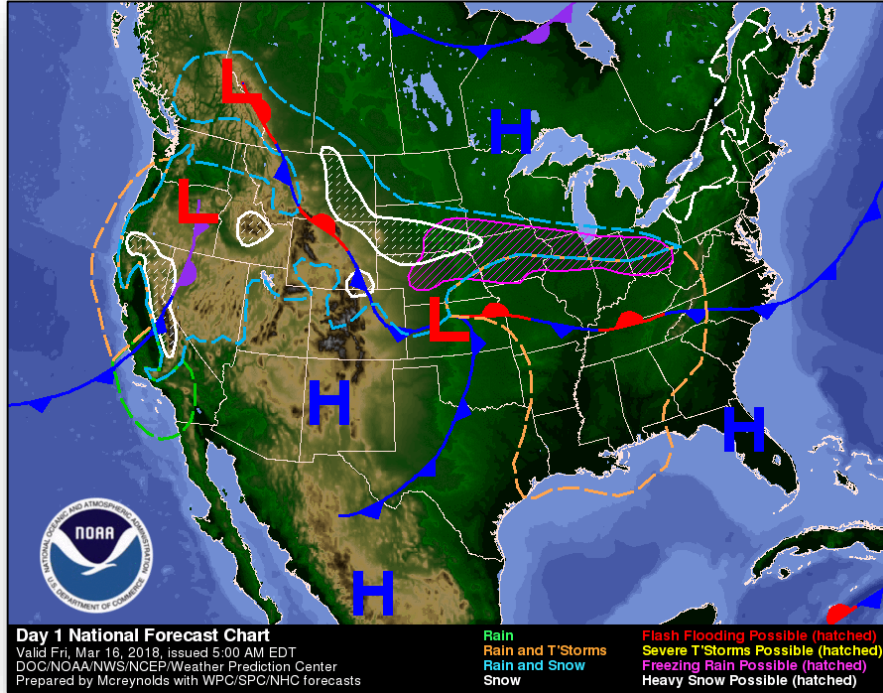 L
H
L
L
H
H
H
NATIONAL OCEANIC AND ATMOSPHERIC ADMINISTRATION
NOAA
U.S. DEPARTMENT OF COMMERCE
Day 1 National Forecast Chart
Valid Fri, Mar 16, 2018, issued 5:00 AM EDT
DOC/NOAA/NWS/NCEP/Weather Prediction Center
Prepared by Mcreynolds with WPC/SPC/NHC forecasts
Rain
Rain and T'Storms
Rain and Snow
Snow
Flash Flooding Possible (hatched)
Severe T'Storms Possible (hatched)
Freezing Rain Possible (hatched)
Heavy Snow Possible (hatched)